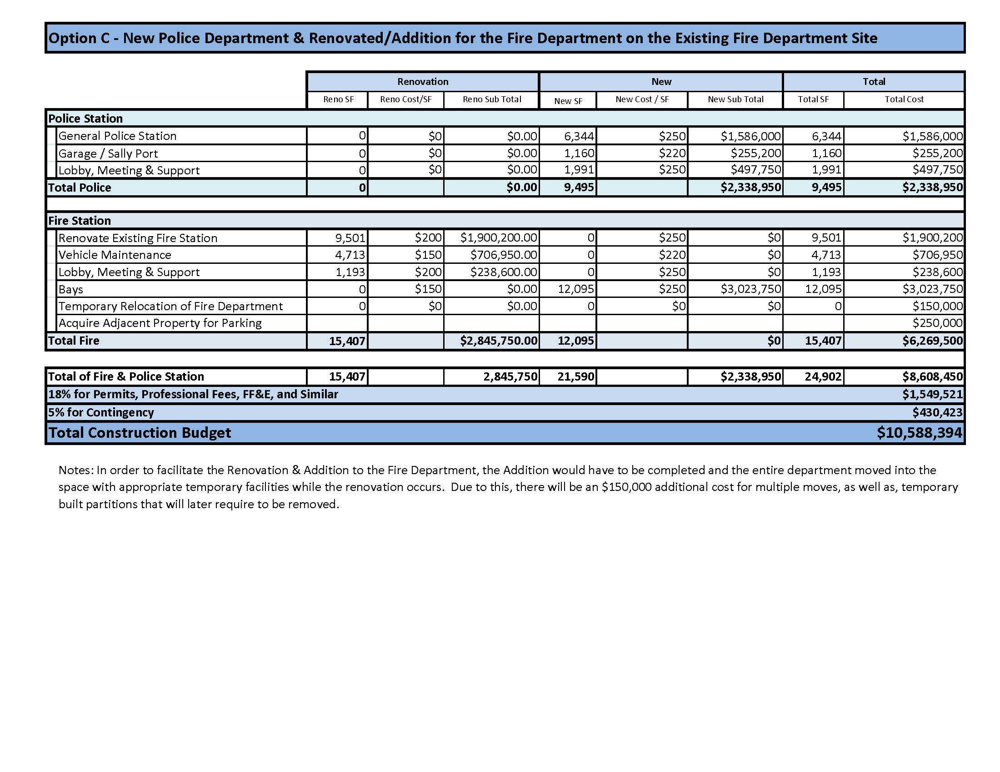 Option C - New Police Department & Renovated/Addition for the Fire Department on the Existing Fire Department Site
Renovation New Total
Reno SF Reno Cost/SF Reno Sub Total New SF New Cost / SF New Sub Total Total SF Total Cost
Police Station
General Police Station 0 $0 $0.00 6,344 $250 $1,586,000 6,344 $1,586,000
Garage / Sally Port 0 $0 $0.00 1,160 $220 $255,200 1,160 $255,200
Lobby, Meeting & Support 0 $0 $0.00 1,991 $250 $497,750 1,991 $497,750
Total Police 0 $0.00 9,495 $2,338,950 9,495 $2,338,950
Fire Station
Renovate Existing Fire Station 9,501 $200 $1,900,200.00 0 $250 $0 9,501 $1,900,200
Vehicle Maintenance 4,713 $150 $706,950.00 0 $220 $0 4,713 $706,950
Lobby, Meeting & Support 1,193 $200 $238,600.00 0 $250 $0 1,193 $238,600
Bays 0 $150 $0.00 12,095 $250 $3,023,750 12,095 $3,023,750
Temporary Relocation of Fire Department 0 $0 $0.00 0 $0 $0 0 $150,000
Acquire Adjacent Property for Parking $250,000
Total Fire 15,407 $2,845,750.00 12,095 $0 15,407 $6,269,500
Total of Fire & Police Station 15,407 2,845,750 21,590 $2,338,950 24,902 $8,608,450
18% for Permits, Professional Fees, FF&E, and Similar $1,549,521
5% for Contingency $430,423
Total Construction Budget $10,588,394
Notes: In order to facilitate the Renovation & Addition to the Fire Department, the Addition would have to be completed and the entire department moved into the
space with appropriate temporary facilities while the renovation occurs.  Due to this, there will be an $150,000 additional cost for multiple moves, as well as, temporary
built partitions that will later require to be removed.